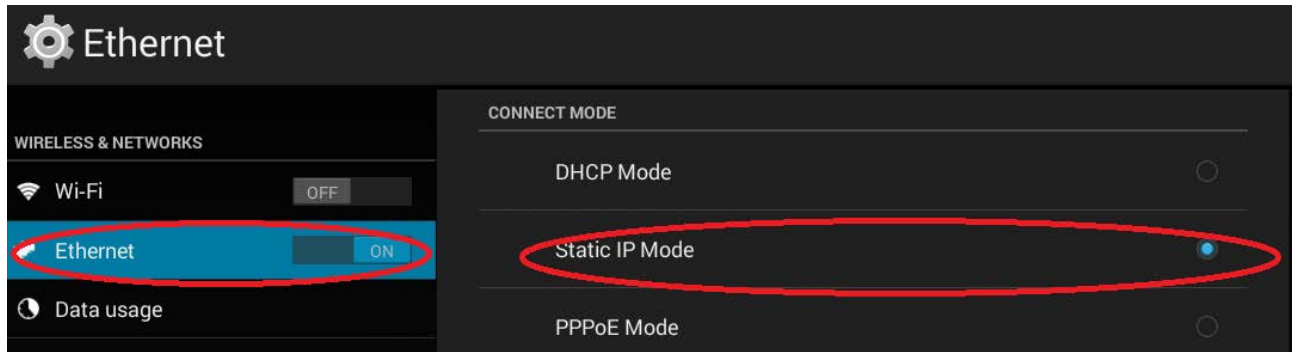 Ethernet
WIRELESS & NETWORKS
Wi-Fi OFF
Ethernet ON
Data usage
CONNECT MODE
DHCP Mode
Static IP Mode
PPPoE Mode